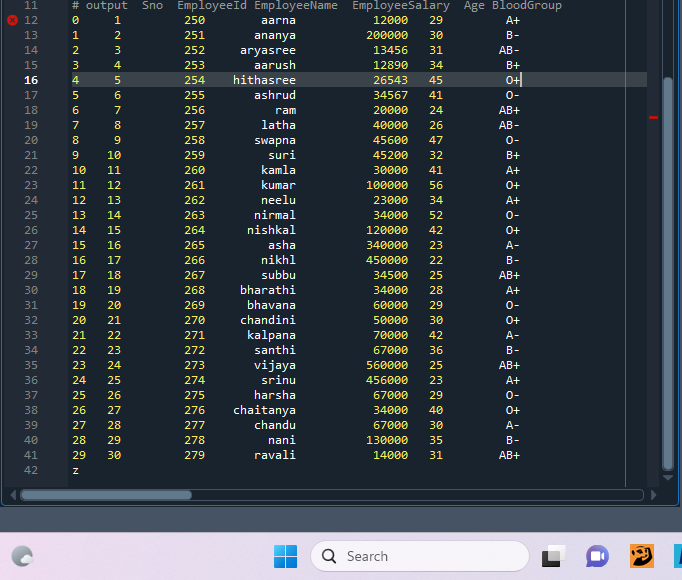 11 # output Sno EmployeeId EmployeeName EmployeeSalary Age BloodGroup
12 0 1 250 aarna 12000 29 A+
13 1 2 251 ananya 200000 30 B-
14 2 3 252 aryasree 13456 31 AB-
15 3 4 253 aarush 12890 34 B+
16 4 5 254 hithasree 26543 45 O+
17 5 6 255 ashrud 34567 41 O-
18 6 7 256 ram 20000 24 AB+
19 7 8 257 latha 40000 26 AB-
20 8 9 258 swapna 45600 47 O-
21 9 10 259 suri 45200 32 B+
22 10 11 260 kamla 30000 41 A+
23 11 12 261 kumar 100000 56 O+
24 12 13 262 neelu 23000 34 A+
25 13 14 263 nirmal 34000 52 O-
26 14 15 264 nishkal 120000 42 O+
27 15 16 265 asha 340000 23 A-
28 16 17 266 nikhl 450000 22 B-
29 17 18 267 subbu 34500 25 AB+
30 18 19 268 bharathi 34000 28 A+
31 19 20 269 bhavana 60000 29 O-
32 20 21 270 chandini 50000 30 O+
33 21 22 271 kalpana 70000 42 A-
34 22 23 272 santhi 67000 36 B-
35 23 24 273 vijaya 560000 25 AB+
36 24 25 274 srinu 456000 23 A+
37 25 26 275 harsha 67000 29 O-
38 26 27 276 chaitanya 34000 40 O+
39 27 28 277 chandu 67000 30 A-
40 28 29 278 nani 130000 35 B-
41 29 30 279 ravali 14000 31 AB+
42 z
Search